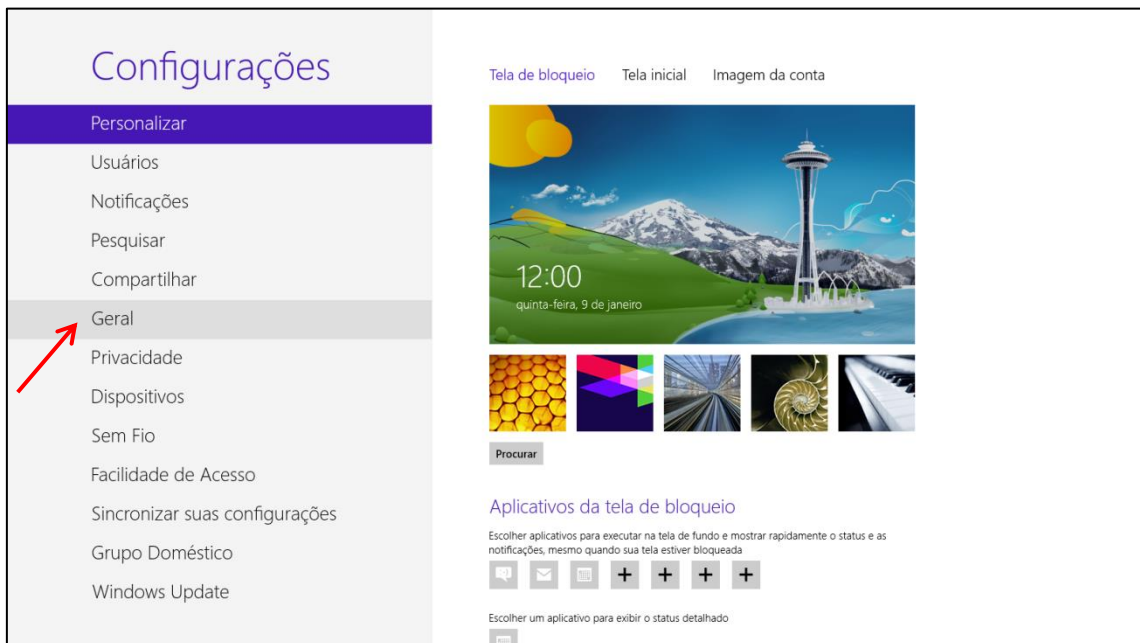 Configurações
Personalizar
Usuários
Notificações
Pesquisar
Compartilhar
Geral
Privacidade
Dispositivos
Sem Fio
Facilidade de Acesso
Sincronizar suas configurações
Grupo Doméstico
Windows Update
Tela de bloqueio Tela inicial Imagem da conta
12:00
quinta-feira, 9 de janeiro
Procurar
Aplicativos da tela de bloqueio
Escolher aplicativos para executar na tela de fundo e mostrar rapidamente o status e as
notificações, mesmo quando sua tela estiver bloqueada
Escolher um aplicativo para exibir o status detalhado